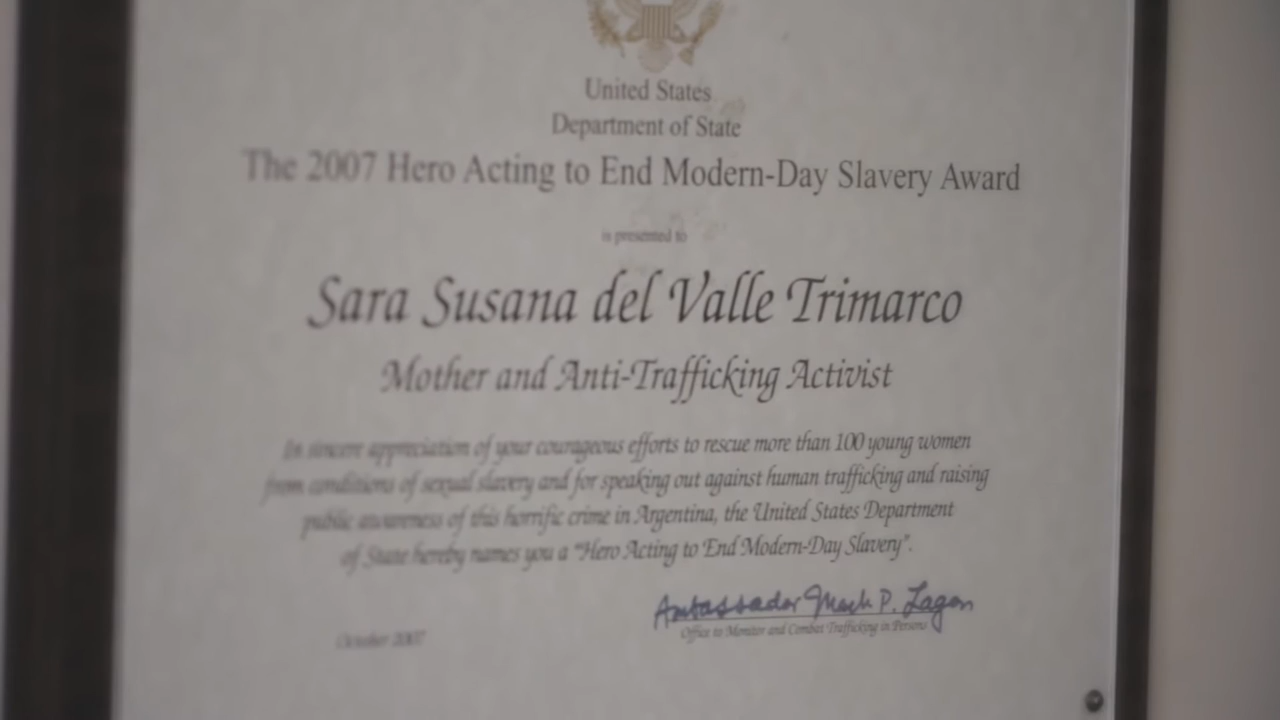 United States
Department of State
The 2007 Hero Acting to End Modern-Day Slavery Award
is presented to
Sara Susana del Valle Trimarco
Mother and Anti-Trafficking Activist
In sincere appreciation of your courageous efforts to rescue more than 100 young women
from conditions of sexual slavery and for speaking out against human trafficking and raising
public awareness of this horrific crime in Argentina, the United States Department
of State hereby names you a "Hero Acting to End Modern-Day Slavery".
Ambassador Mark P. Lagon
Office to Monitor and Combat Trafficking in Persons
October 2007